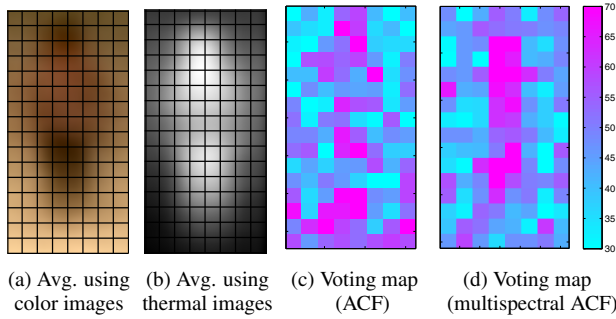 70
65
60
55
50
45
40
35
30
(a) Avg. using
color images
(b) Avg. using
thermal images
(c) Voting map
(ACF)
(d) Voting map
(multispectral ACF)